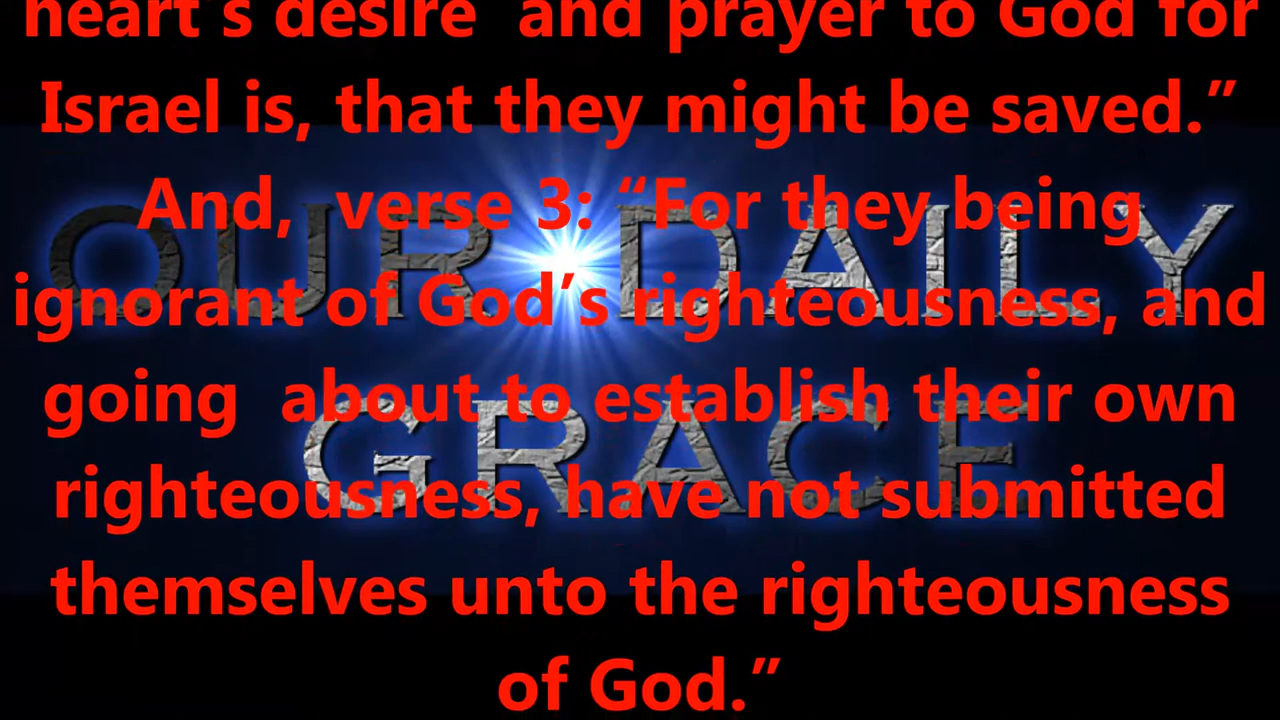 heart's desire  and prayer to God for
Israel is, that they might be saved.”
And,  verse 3: “For they being
ignorant of God’s righteousness, and
going  about to establish their own
righteousness, have not submitted
themselves unto the righteousness
of God.”
OUR DAILY
GRACE